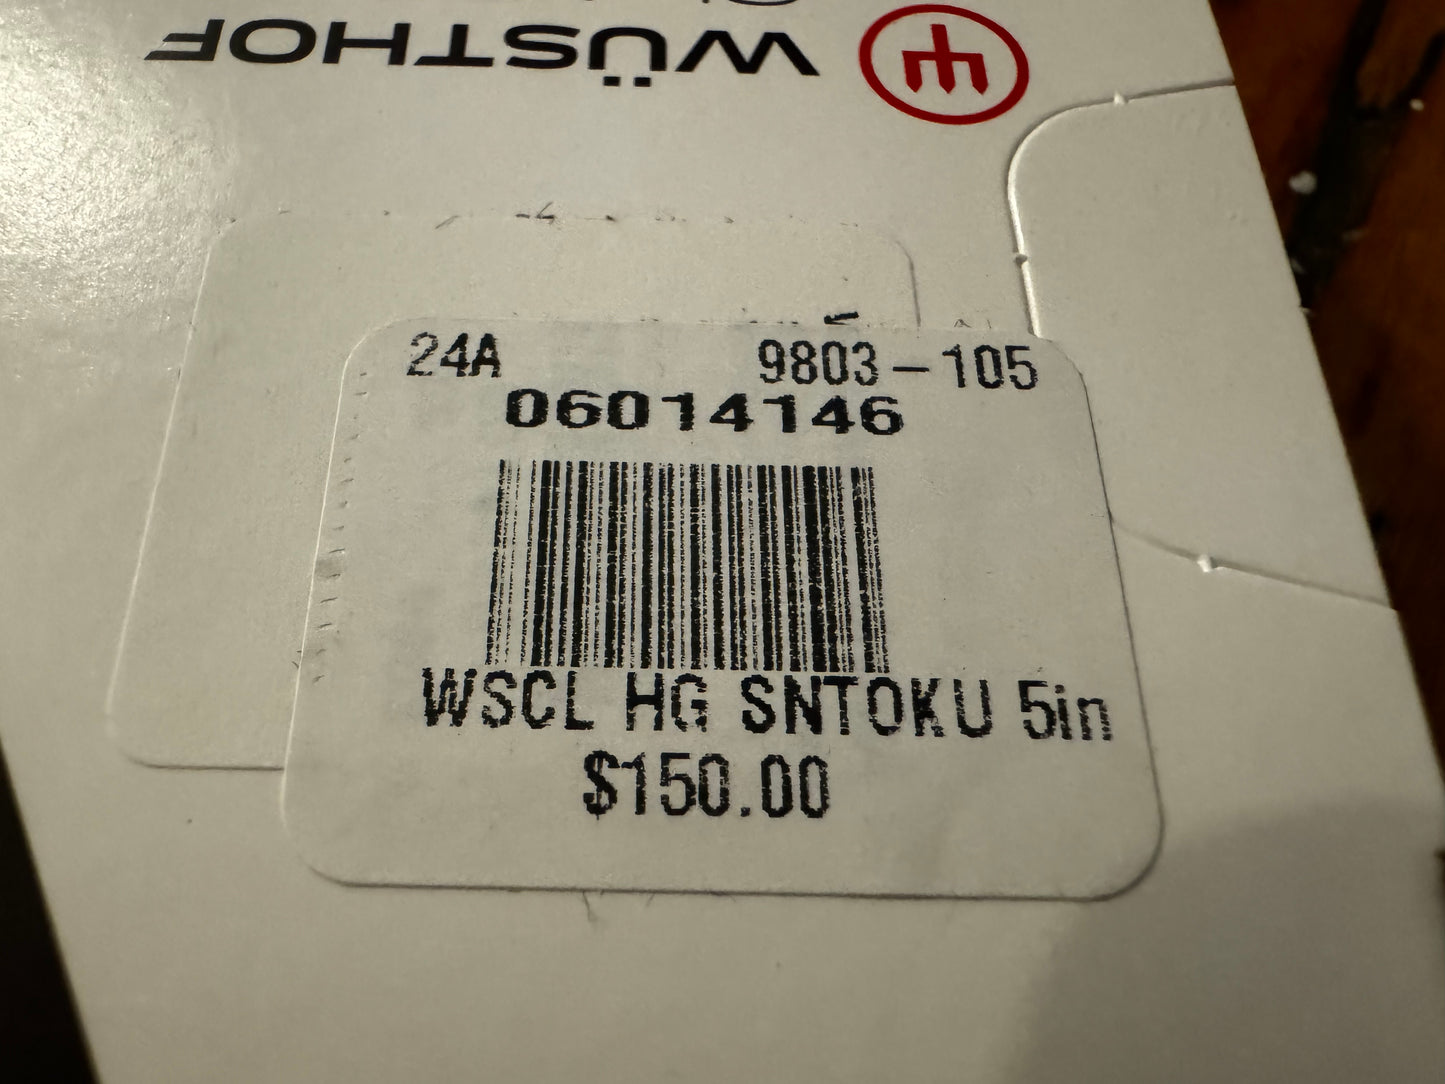 WÜSTHOF
24A 9803-105
06014146
WSCL HG SNTOKU 5in
$150.00